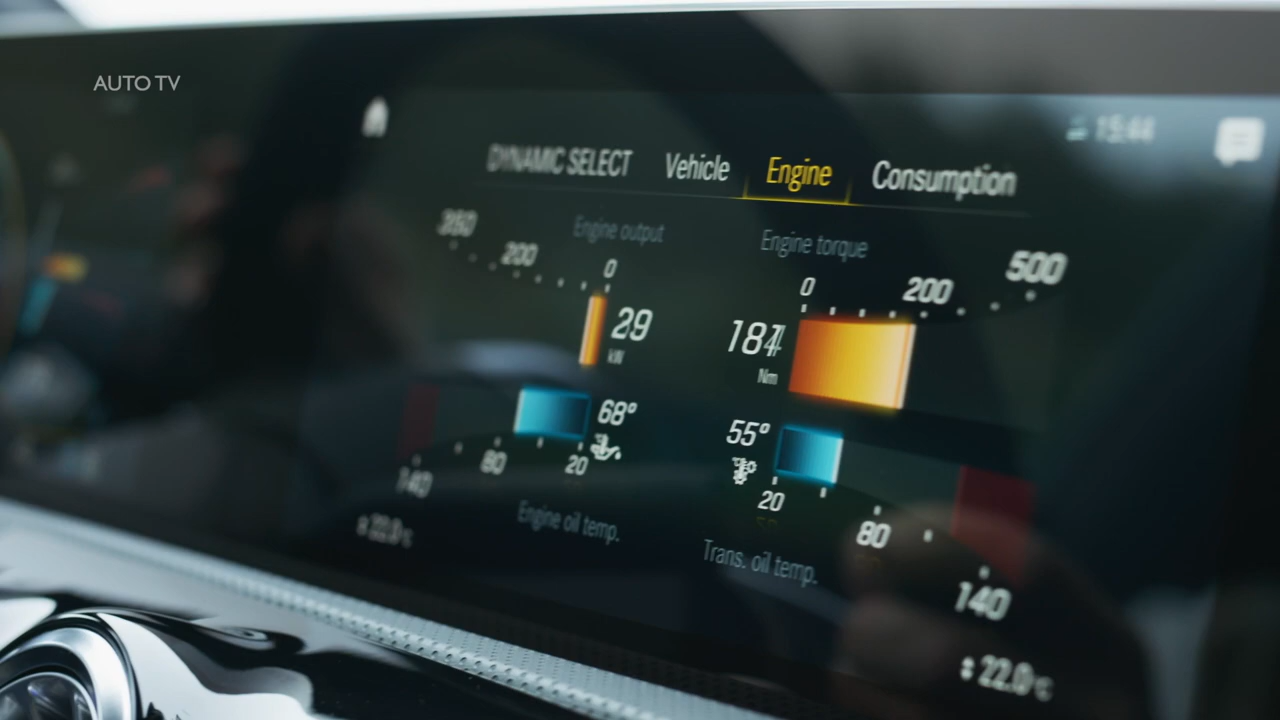 AUTO TV
15:44
DYNAMIC SELECT Vehicle Engine Consumption
Engine output Engine torque
350 200 0
0 200 500
29
kW
184
Nm
68°
55°
140 80 20
20 80 140
Engine oil temp.
Trans. oil temp.
22.0°C
22.0°C